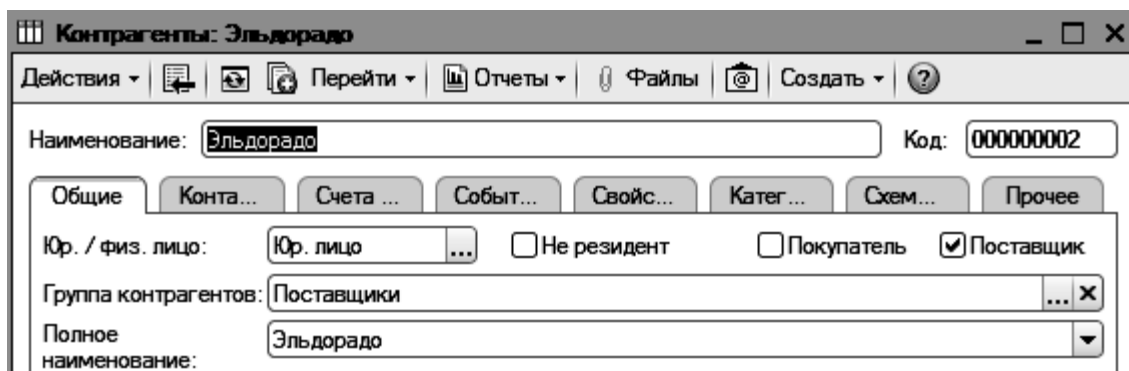 Контрагенты: Эльдорадо
Действия Перейти Отчеты Файлы Создать
Наименование: Эльдорадо Код: 000000002
Общие Конта... Счета ... Событ... Свойс... Катег... Схем... Прочее
Юр. / физ. лицо: Юр. лицо ... Не резидент Покупатель Поставщик
Группа контрагентов: Поставщики ...
Полное
наименование: Эльдорадо